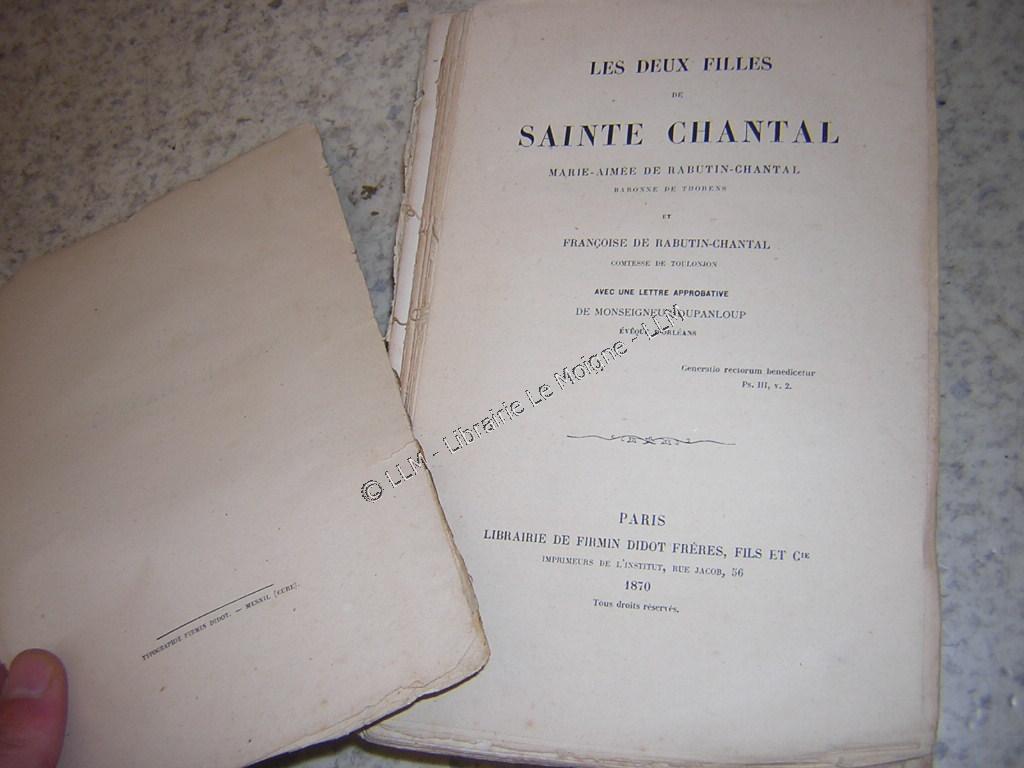 TYPOGRAPHIE FIRMIN DIDOT. — MESNIL (EURE).
LES DEUX FILLES
DE
SAINTE CHANTAL
MARIE-AIMÉE DE RABUTIN-CHANTAL
BARONNE DE THORENS
ET
FRANÇOISE DE RABUTIN-CHANTAL
COMTESSE DE TOULONJON
AVEC UNE LETTRE APPROBATIVE
DE MONSEIGNEUR DUPANLOUP
ÉVÊQUE D'ORLÉANS
Generatio rectorum benedicetur
Ps. III, v. 2.
PARIS
LIBRAIRIE DE FIRMIN DIDOT FRÈRES, FILS ET Cie
IMPRIMEURS DE L'INSTITUT, RUE JACOB, 56
1870
Tous droits réservés.
© LLM - Librairie Le Moigne - LLM